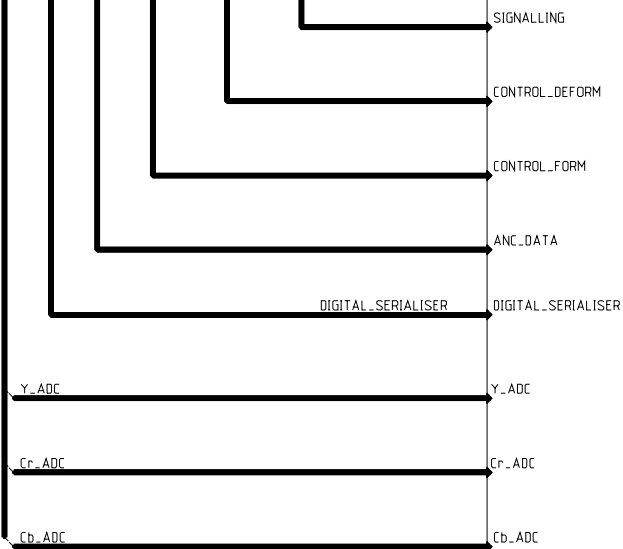 SIGNALLING
CONTROL_DEFORM
CONTROL_FORM
ANC_DATA
DIGITAL_SERIALISER DIGITAL_SERIALISER
Y_ADC Y_ADC
Cr_ADC Cr_ADC
Cb_ADC Cb_ADC